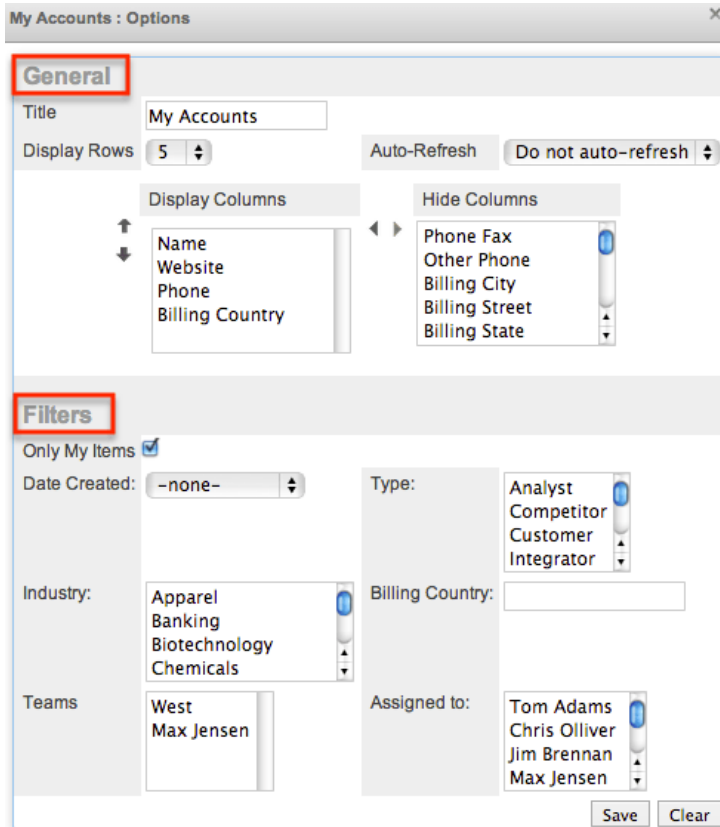 My Accounts : Options ×
General
Title My Accounts
Display Rows 5 Auto-Refresh Do not auto-refresh
Display Columns Hide Columns
Name
Website
Phone
Billing Country
Phone Fax
Other Phone
Billing City
Billing Street
Billing State
Filters
Only My Items
Date Created: -none- Type:
Analyst
Competitor
Customer
Integrator
Industry:
Apparel
Banking
Biotechnology
Chemicals
Billing Country:
Teams
West
Max Jensen
Assigned to:
Tom Adams
Chris Olliver
Jim Brennan
Max Jensen
Save Clear